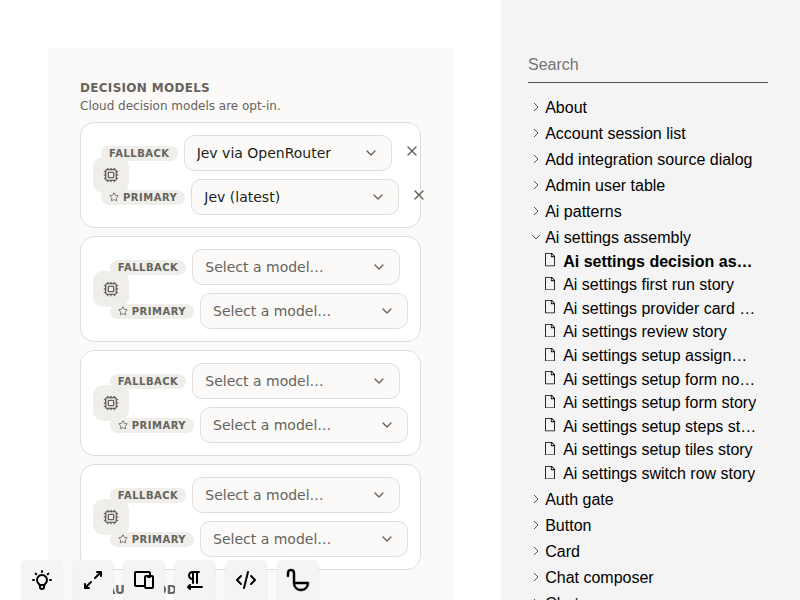 DECISION MODELS
Cloud decision models are opt-in.
FALLBACK Jev via OpenRouter
PRIMARY Jev (latest)
FALLBACK Select a model…
PRIMARY Select a model…
FALLBACK Select a model…
PRIMARY Select a model…
FALLBACK Select a model…
PRIMARY Select a model…
Search
About
Account session list
Add integration source dialog
Admin user table
Ai patterns
Ai settings assembly
Ai settings decision as…
Ai settings first run story
Ai settings provider card …
Ai settings review story
Ai settings setup assign…
Ai settings setup form no…
Ai settings setup form story
Ai settings setup steps st…
Ai settings setup tiles story
Ai settings switch row story
Auth gate
Button
Card
Chat composer